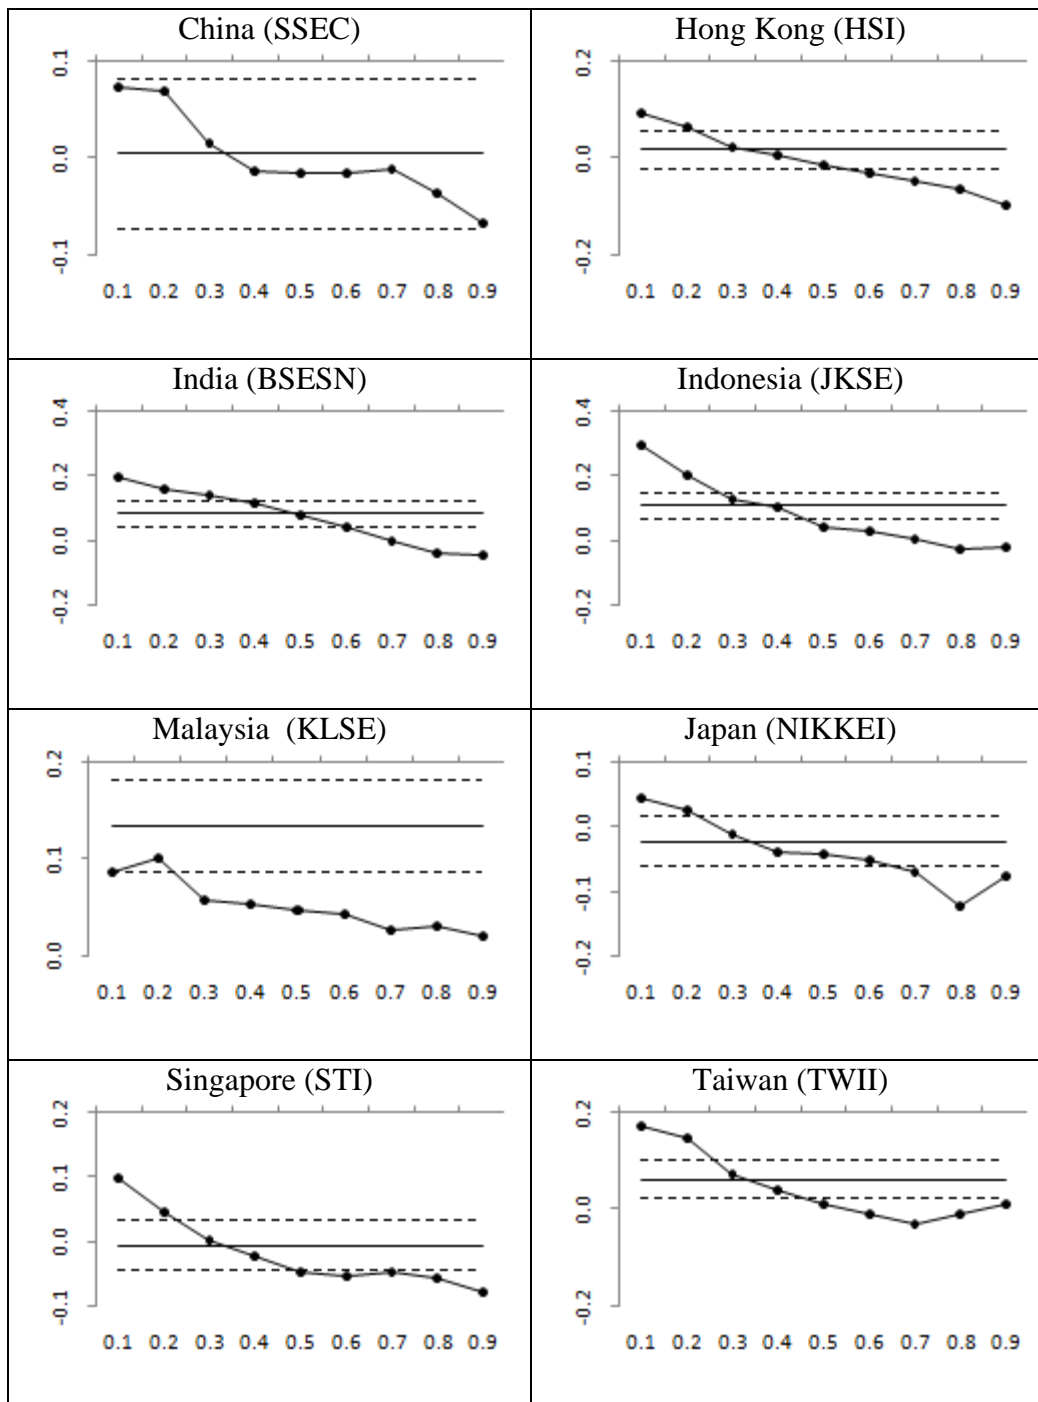 China (SSEC)
0.1
0.0
-0.1
0.1 0.2 0.3 0.4 0.5 0.6 0.7 0.8 0.9
Hong Kong (HSI)
0.2
0.0
-0.2
0.1 0.2 0.3 0.4 0.5 0.6 0.7 0.8 0.9
India (BSESN)
0.4
0.2
0.0
-0.2
0.1 0.2 0.3 0.4 0.5 0.6 0.7 0.8 0.9
Indonesia (JKSE)
0.4
0.2
0.0
-0.2
0.1 0.2 0.3 0.4 0.5 0.6 0.7 0.8 0.9
Malaysia (KLSE)
0.2
0.1
0.0
0.1 0.2 0.3 0.4 0.5 0.6 0.7 0.8 0.9
Japan (NIKKEI)
0.1
0.0
-0.1
-0.2
0.1 0.2 0.3 0.4 0.5 0.6 0.7 0.8 0.9
Singapore (STI)
0.2
0.1
0.0
-0.1
0.1 0.2 0.3 0.4 0.5 0.6 0.7 0.8 0.9
Taiwan (TWII)
0.2
0.0
-0.2
0.1 0.2 0.3 0.4 0.5 0.6 0.7 0.8 0.9